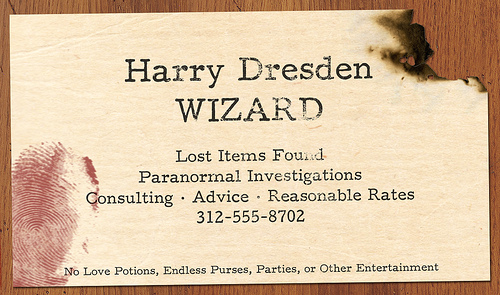 Harry Dresden
WIZARD
Lost Items Found
Paranormal Investigations
Consulting · Advice · Reasonable Rates
312-555-8702
No Love Potions, Endless Purses, Parties, or Other Entertainment